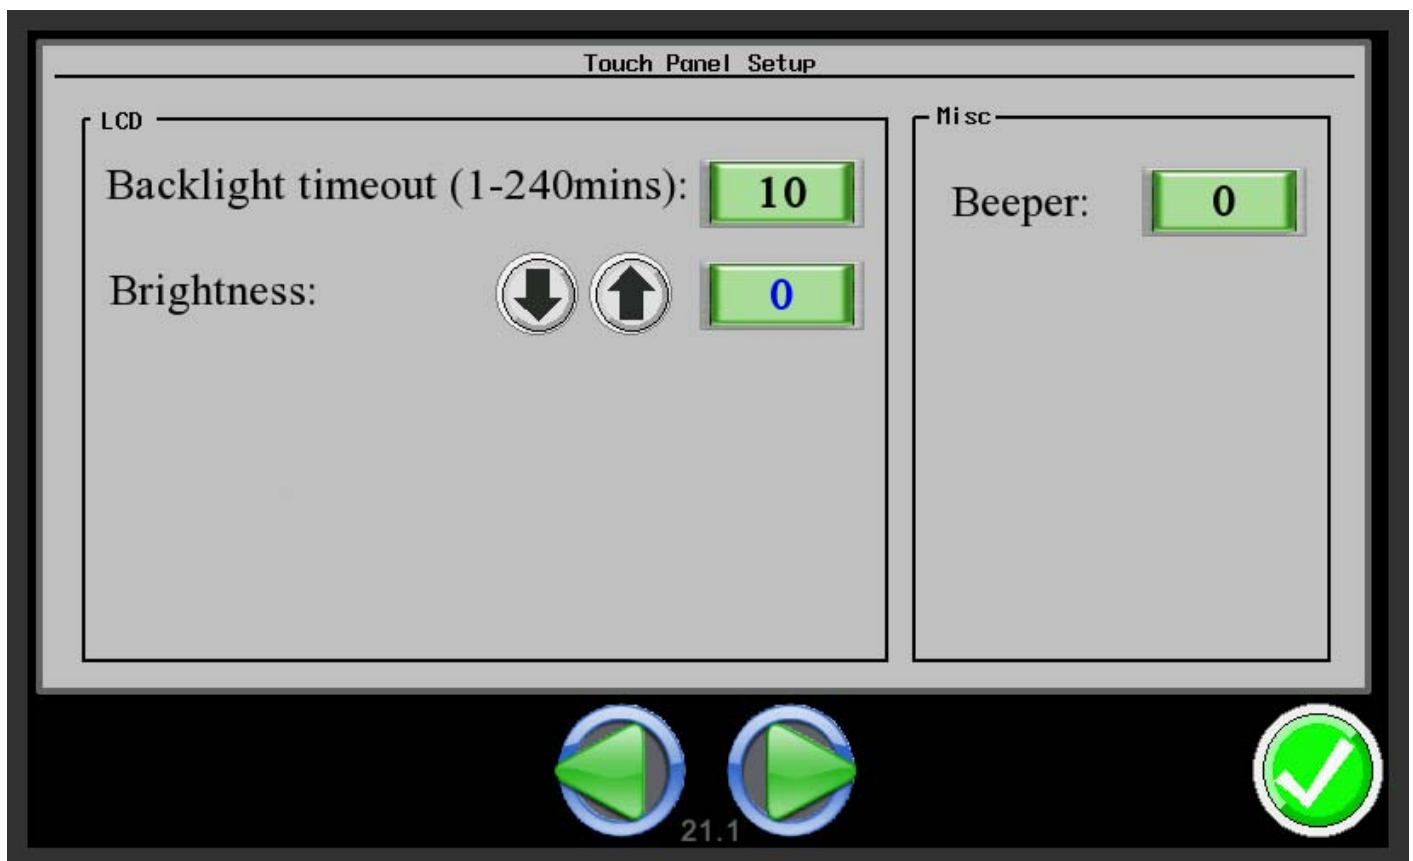 Touch Panel Setup
LCD
Backlight timeout (1-240mins): 10
Brightness: 0
Misc
Beeper: 0
21.1